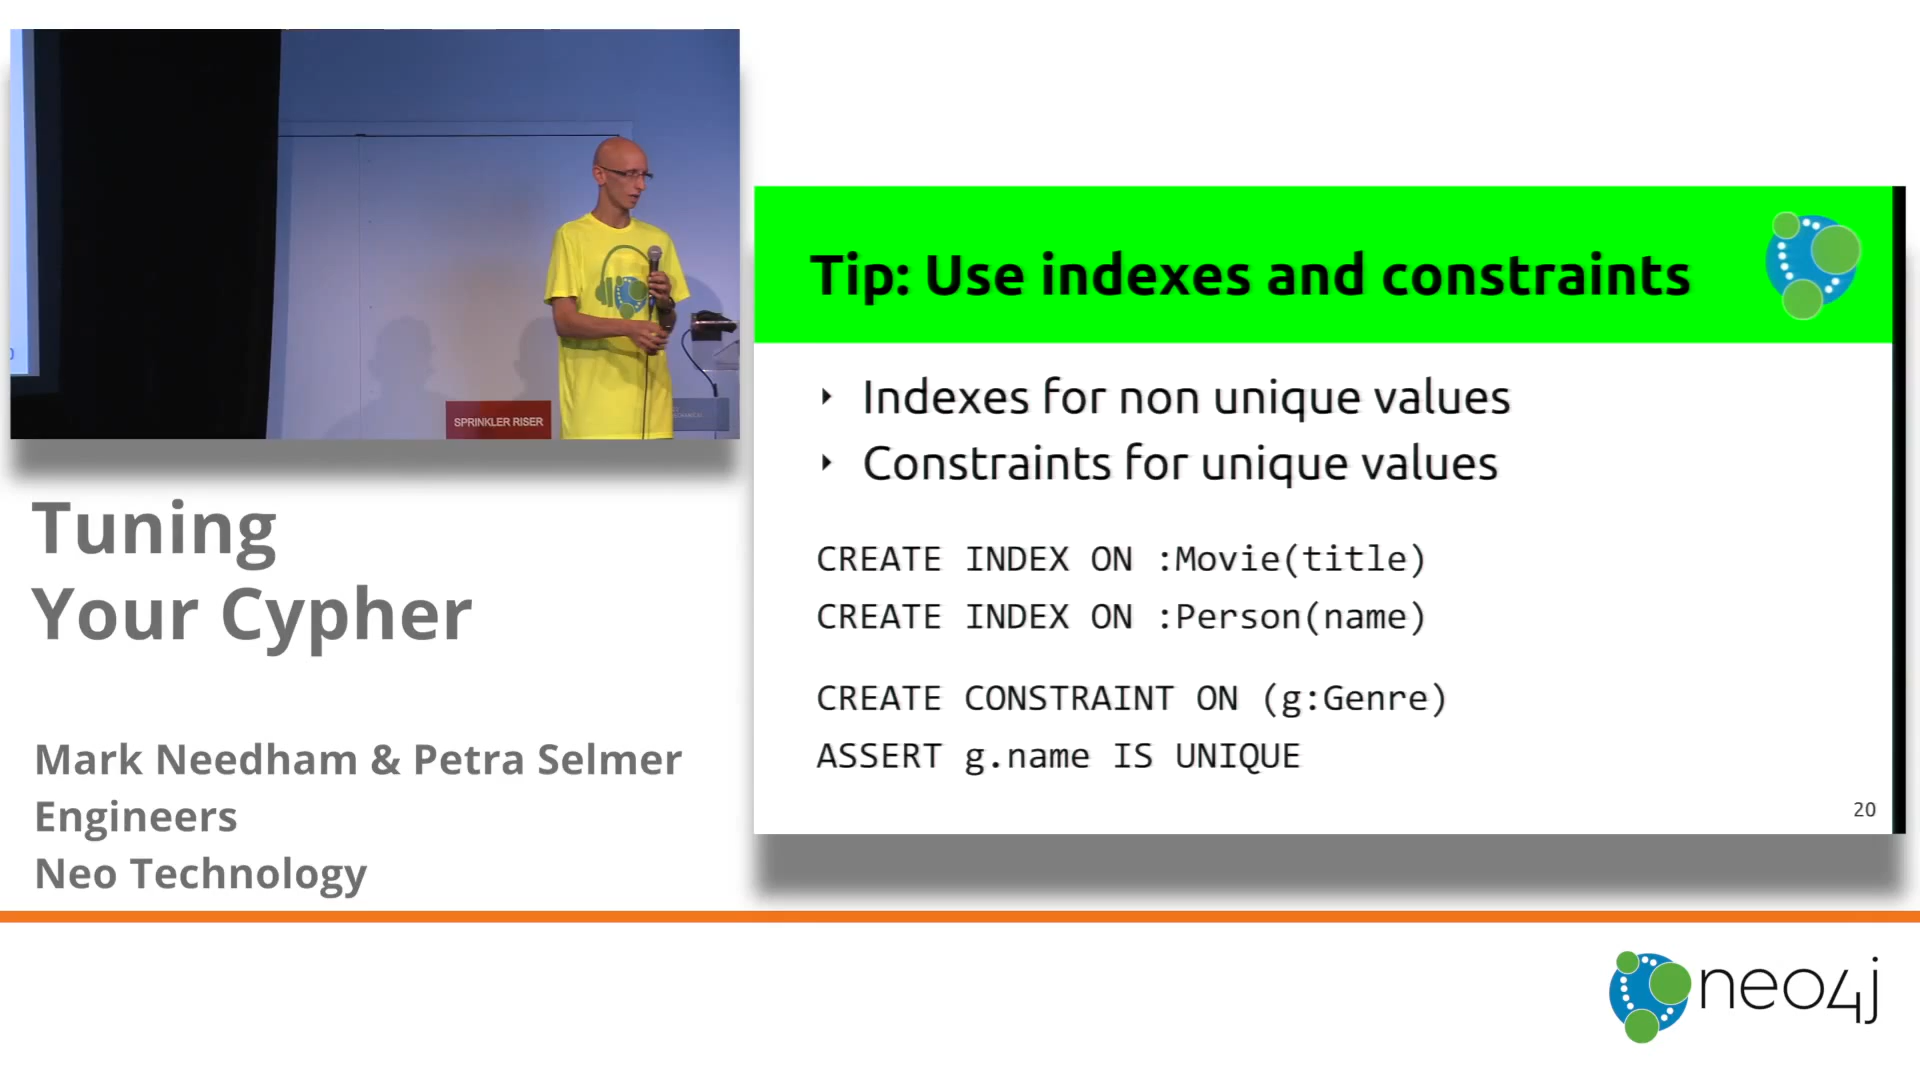 SPRINKLER RISER
Tuning
Your Cypher
Mark Needham & Petra Selmer
Engineers
Neo Technology
Tip: Use indexes and constraints
‣ Indexes for non unique values
‣ Constraints for unique values
CREATE INDEX ON :Movie(title)
CREATE INDEX ON :Person(name)
CREATE CONSTRAINT ON (g:Genre)
ASSERT g.name IS UNIQUE
20
neo4j